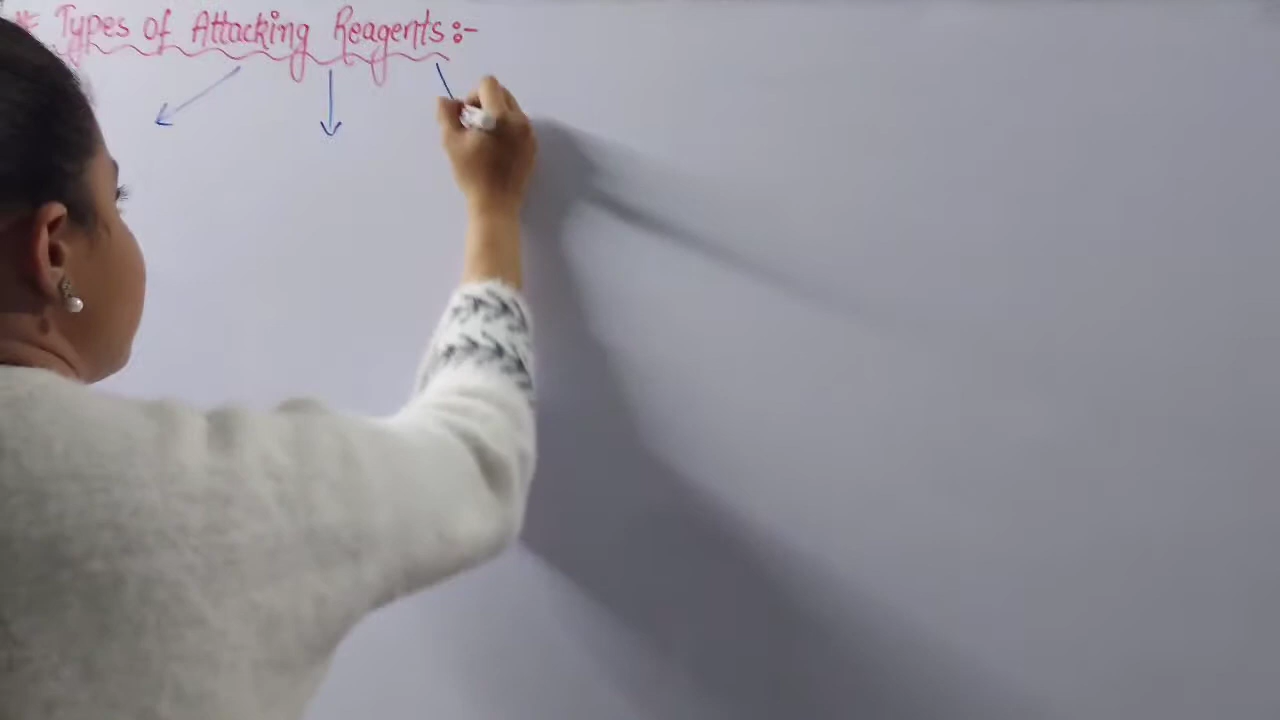 * Types of Attacking Reagents :-